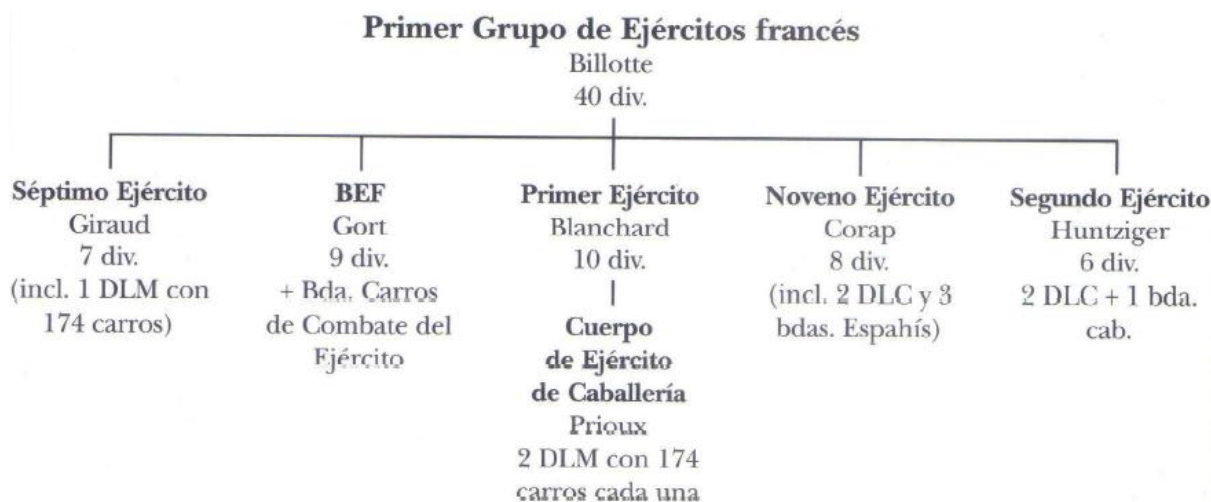 Primer Grupo de Ejércitos francés
Billotte
40 div.
Séptimo Ejército
Giraud
7 div.
(incl. 1 DLM con
174 carros)
BEF
Gort
9 div.
+ Bda. Carros
de Combate del
Ejército
Primer Ejército
Blanchard
10 div.
Cuerpo
de Ejército
de Caballería
Prioux
2 DLM con 174
carros cada una
Noveno Ejército
Corap
8 div.
(incl. 2 DLC y 3
bdas. Espahís)
Segundo Ejército
Huntziger
6 div.
2 DLC + 1 bda.
cab.